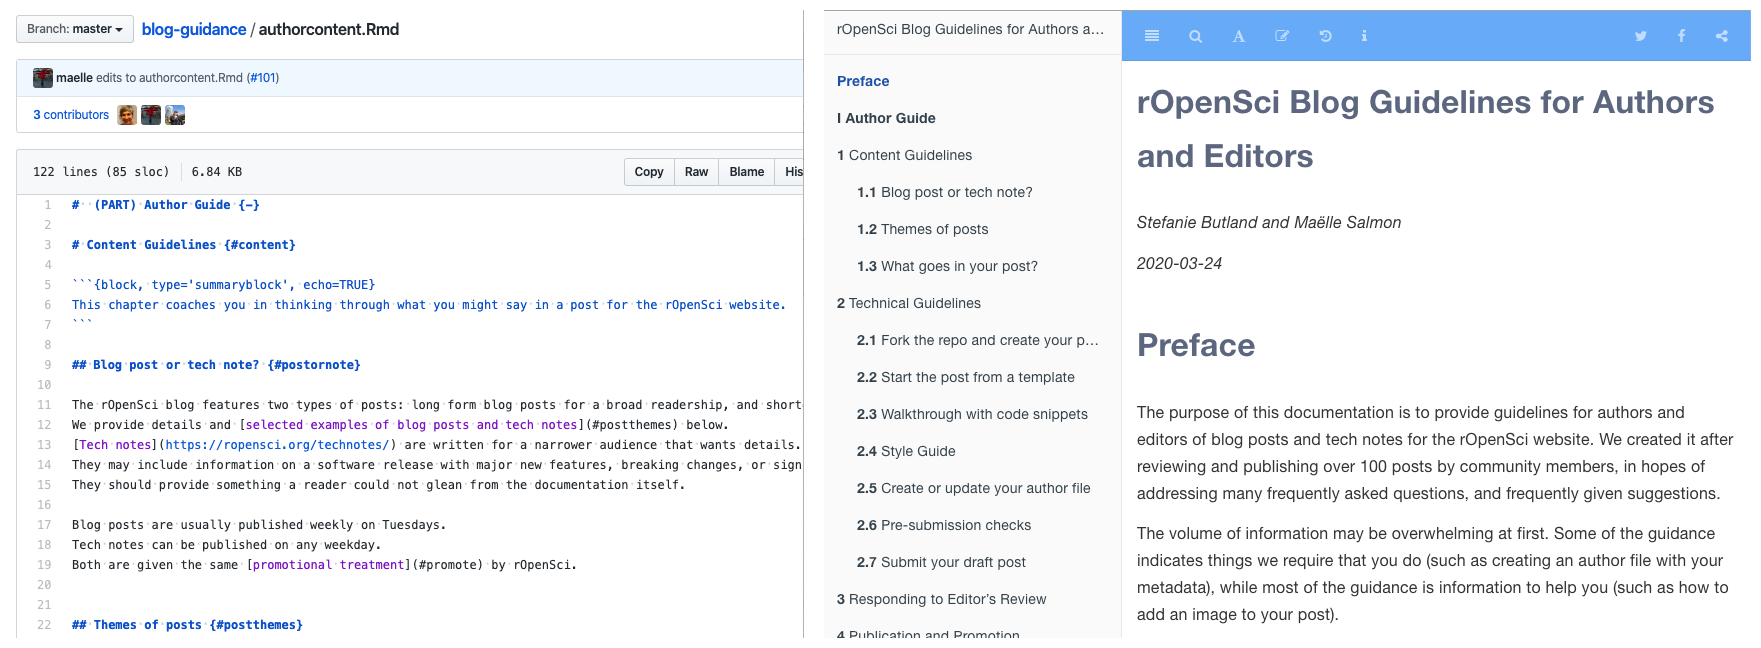 Branch: master
blog-guidance / authorcontent.Rmd
maelle edits to authorcontent.Rmd (#101)
3 contributors
122 lines (85 sloc) 6.84 KB
Copy Raw Blame His
1 # (PART) Author Guide {-}
2
3 # Content Guidelines {#content}
4
5 ```{block, type='summaryblock', echo=TRUE}
6 This chapter coaches you in thinking through what you might say in a post for the rOpenSci website.
7 ```
8
9 ## Blog post or tech note? {#postornote}
10
11 The rOpenSci blog features two types of posts: long form blog posts for a broad readership, and short
12 We provide details and [selected examples of blog posts and tech notes](#postthemes) below.
13 [Tech notes](https://ropensci.org/technotes/) are written for a narrower audience that wants details.
14 They may include information on a software release with major new features, breaking changes, or sign
15 They should provide something a reader could not glean from the documentation itself.
16
17 Blog posts are usually published weekly on Tuesdays.
18 Tech notes can be published on any weekday.
19 Both are given the same [promotional treatment](#promote) by rOpenSci.
20
21
22 ## Themes of posts {#postthemes}
rOpenSci Blog Guidelines for Authors a...
Preface
I Author Guide
1 Content Guidelines
1.1 Blog post or tech note?
1.2 Themes of posts
1.3 What goes in your post?
2 Technical Guidelines
2.1 Fork the repo and create your p...
2.2 Start the post from a template
2.3 Walkthrough with code snippets
2.4 Style Guide
2.5 Create or update your author file
2.6 Pre-submission checks
2.7 Submit your draft post
3 Responding to Editor's Review
4 Publication and Promotion
rOpenSci Blog Guidelines for Authors
and Editors
Stefanie Butland and Maëlle Salmon
2020-03-24
Preface
The purpose of this documentation is to provide guidelines for authors and
editors of blog posts and tech notes for the rOpenSci website. We created it after
reviewing and publishing over 100 posts by community members, in hopes of
addressing many frequently asked questions, and frequently given suggestions.
The volume of information may be overwhelming at first. Some of the guidance
indicates things we require that you do (such as creating an author file with your
metadata), while most of the guidance is information to help you (such as how to
add an image to your post).